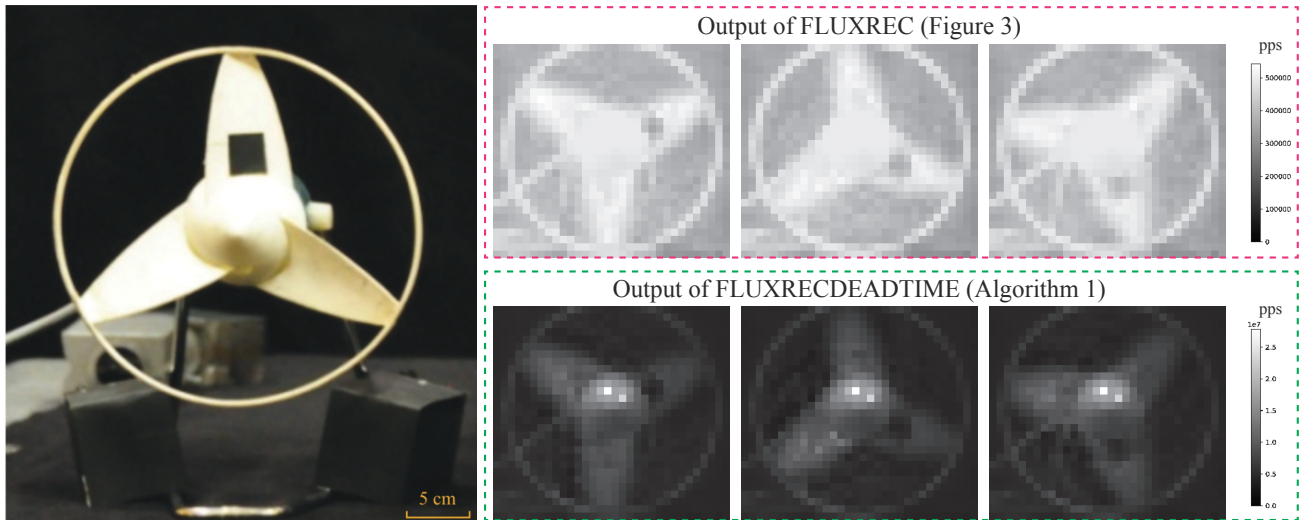 5 cm
Output of FLUXREC (Figure 3)
pps
500000
400000
300000
200000
100000
0
Output of FLUXRECDEADTIME (Algorithm 1)
pps
1e7
2.5
2.0
1.5
1.0
0.5
0.0